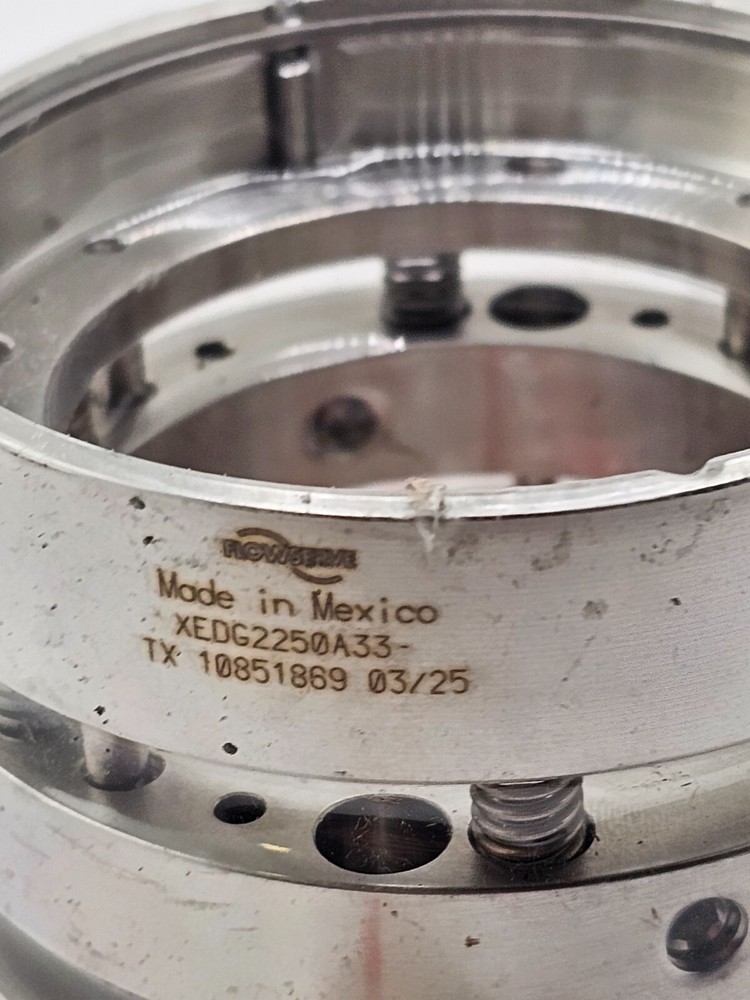 FLOWSERVE
Made in Mexico
XEDG2250A33-
TX 10851869 03/25